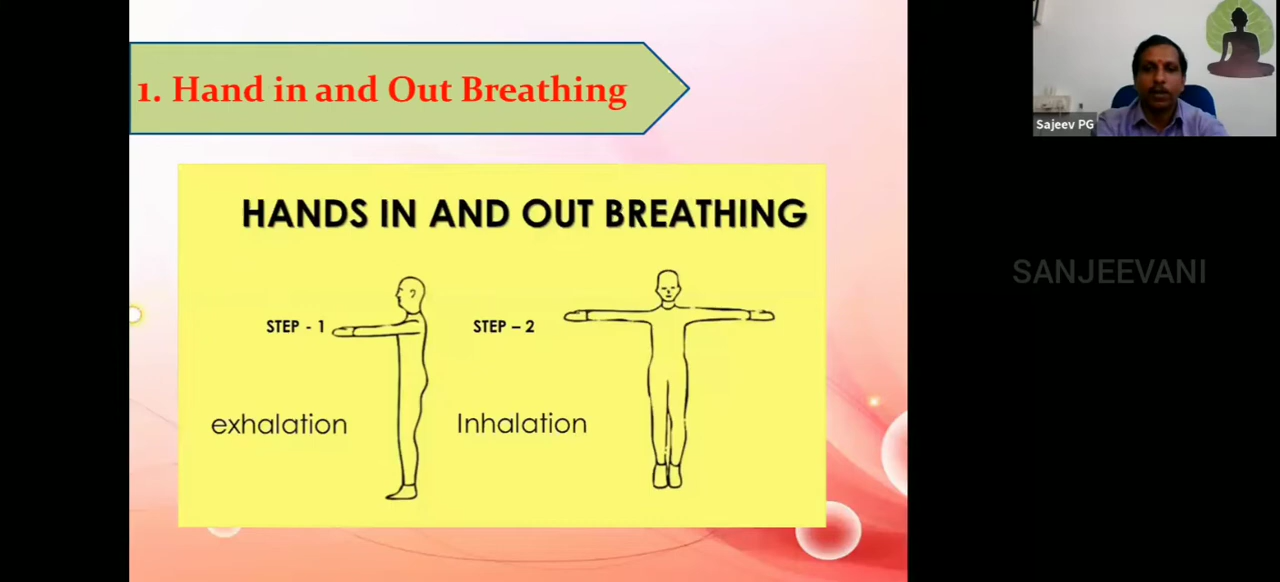 1. Hand in and Out Breathing
HANDS IN AND OUT BREATHING
STEP - 1
STEP – 2
exhalation
Inhalation
Sajeev PG
SANJEEVANI